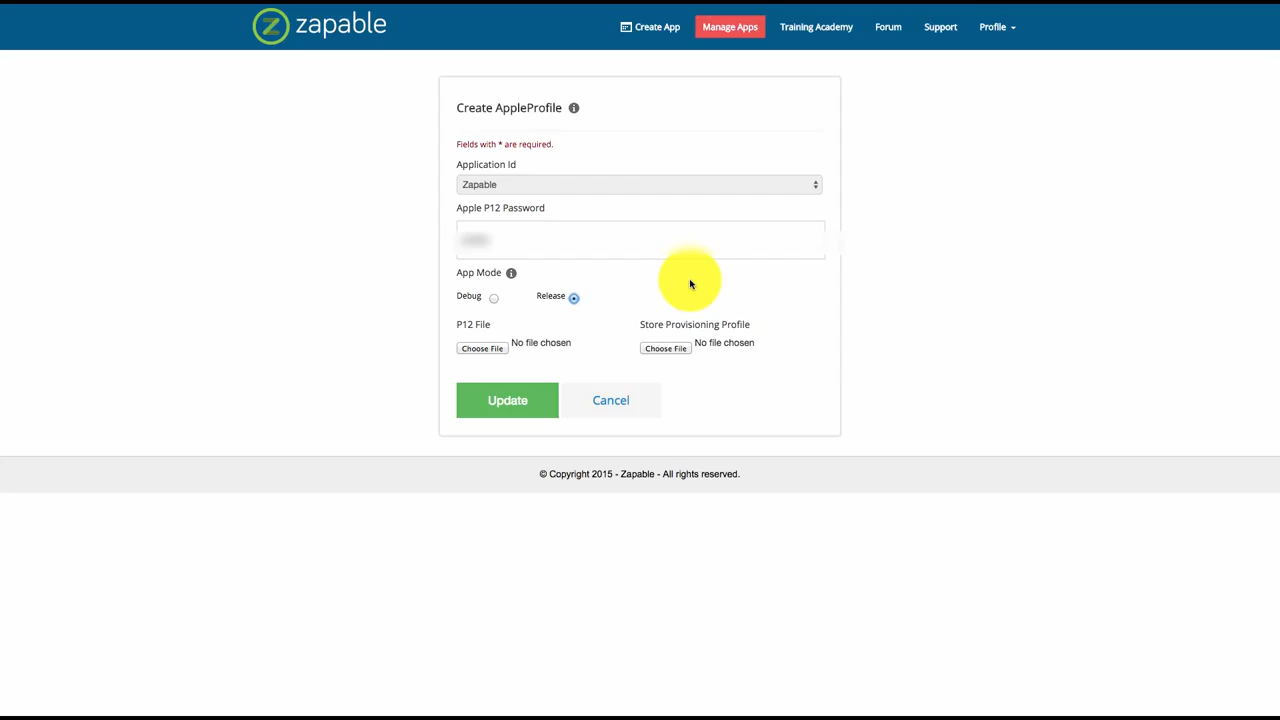 zapable
Create App Manage Apps Training Academy Forum Support Profile
Create AppleProfile
Fields with * are required.
Application Id
Zapable
Apple P12 Password
App Mode
Debug Release
P12 File Store Provisioning Profile
Choose File No file chosen Choose File No file chosen
Update Cancel
© Copyright 2015 - Zapable - All rights reserved.